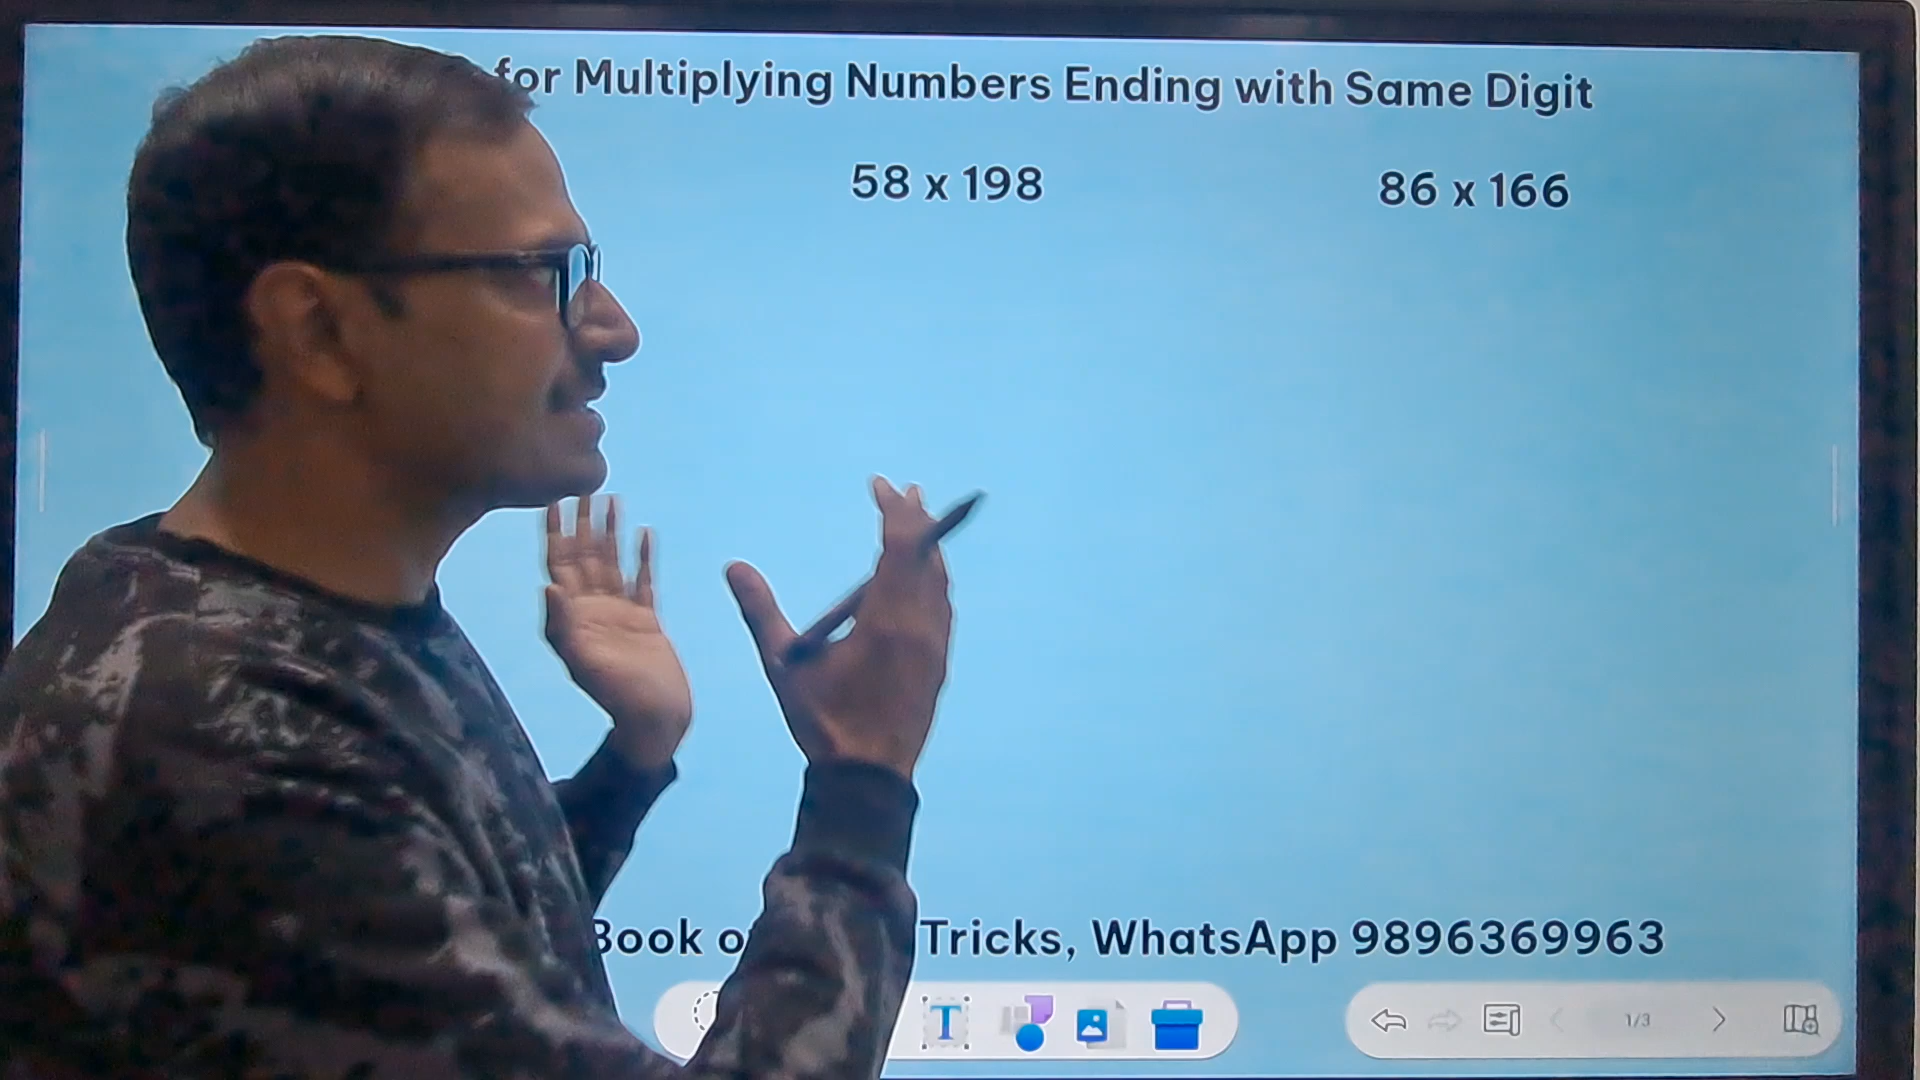 for Multiplying Numbers Ending with Same Digit
58 x 198
86 x 166
Book Tricks, WhatsApp 9896369963
T
1/3